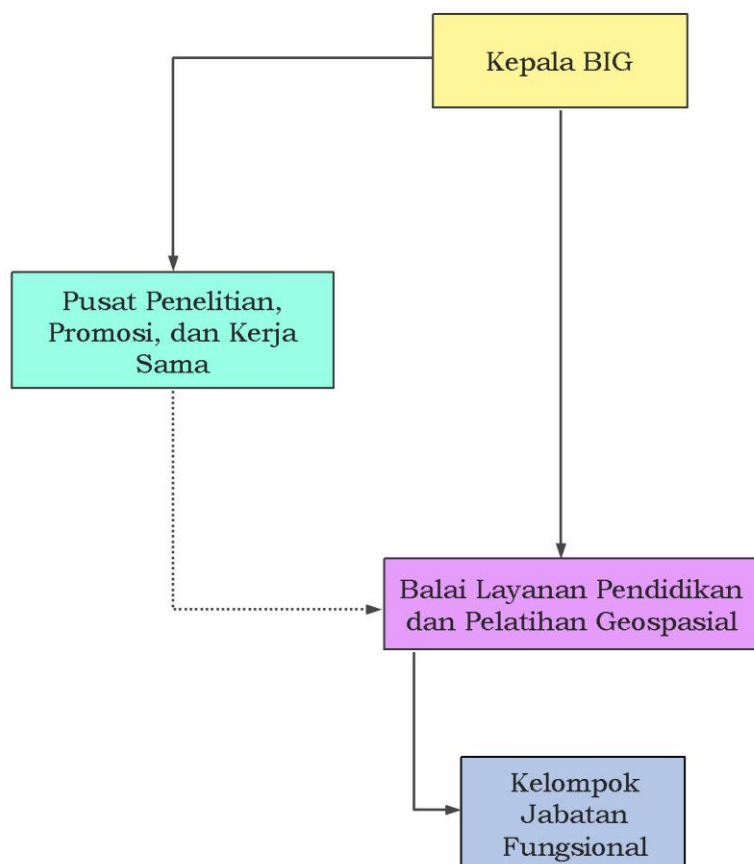 Kepala BIG
Pusat Penelitian,
Promosi, dan Kerja
Sama
Balai Layanan Pendidikan
dan Pelatihan Geospasial
Kelompok
Jabatan
Fungsional